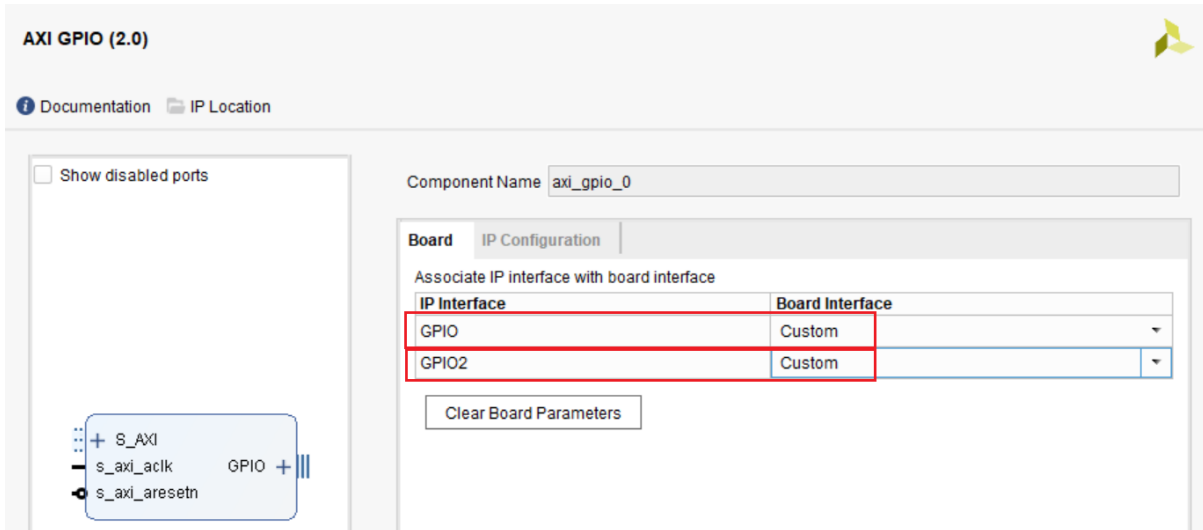 AXI GPIO (2.0)
Documentation IP Location
Show disabled ports
Component Name axi_gpio_0
Board IP Configuration
Associate IP interface with board interface
IP Interface Board Interface
GPIO Custom
GPIO2 Custom
Clear Board Parameters
S_AXI
s_axi_aclk GPIO
s_axi_aresetn